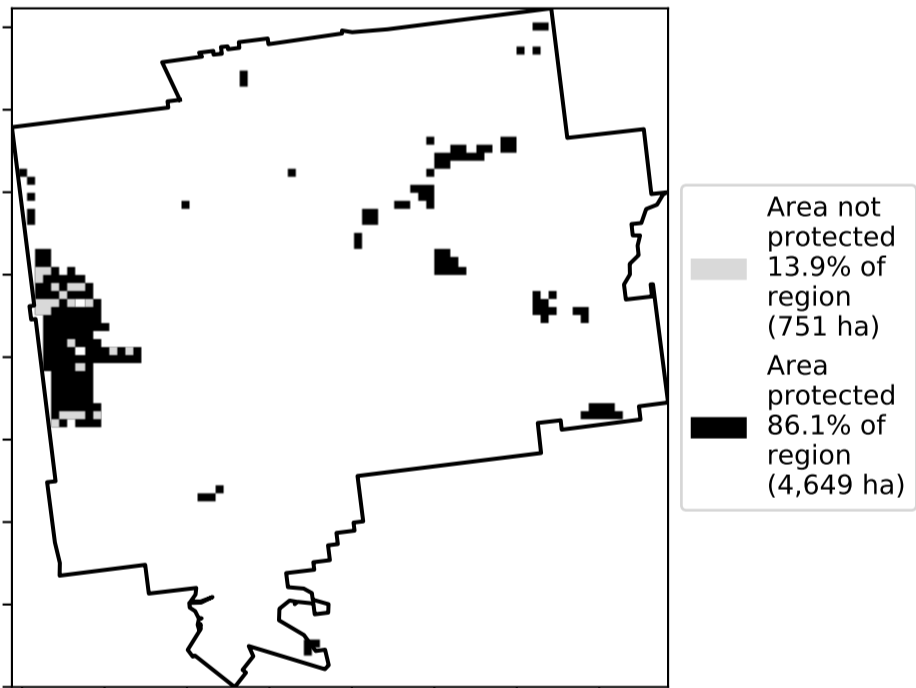 Area not
protected
13.9% of
region
(751 ha)
Area
protected
86.1% of
region
(4,649 ha)